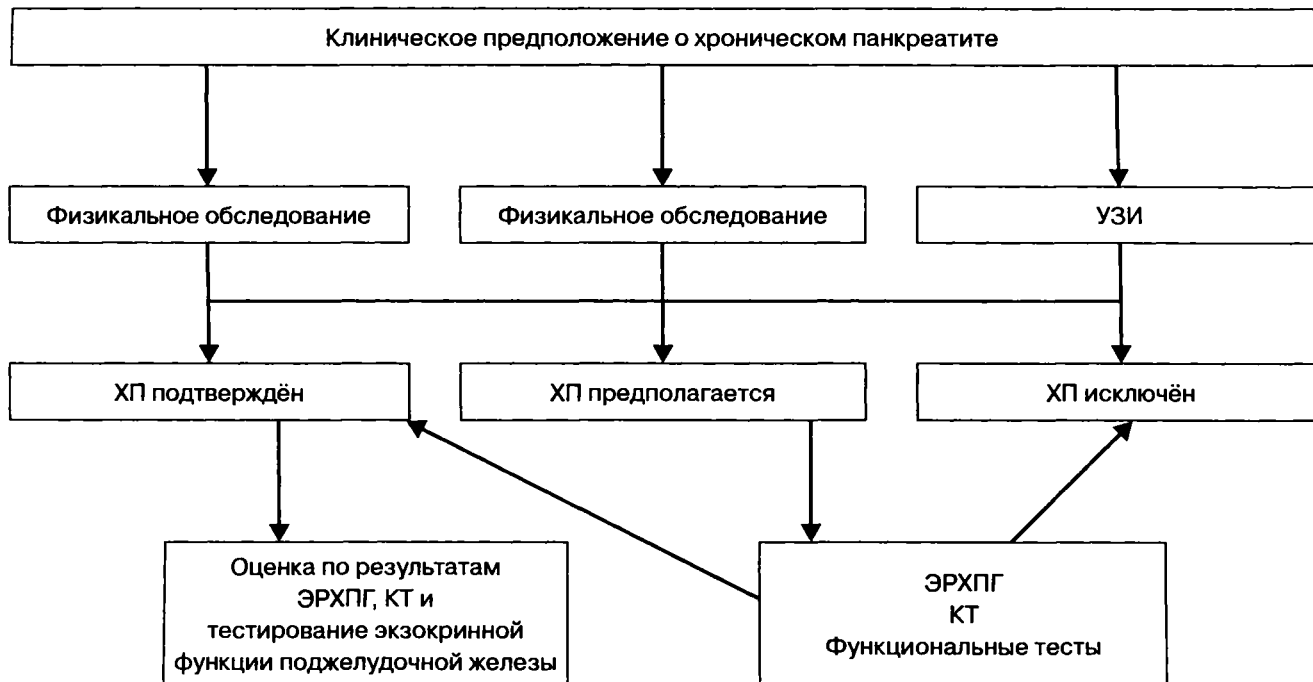 Клиническое предположение о хроническом панкреатите
Физикальное обследование
Физикальное обследование
УЗИ
ХП подтверждён
ХП предполагается
ХП исключён
Оценка по результатам
ЭРХПГ, КТ и
тестирование экзокринной
функции поджелудочной железы
ЭРХПГ
КТ
Функциональные тесты